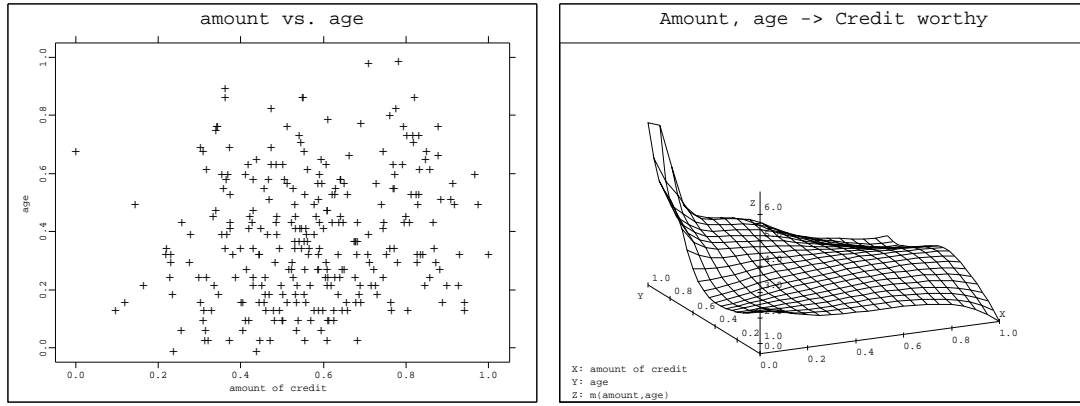 amount vs. age
1.0
0.8
0.6
0.4
0.2
0.0
age
0.0 0.2 0.4 0.6 0.8 1.0
amount of credit
Amount, age -> Credit worthy
Z
6.0
1.0
0.8
0.6
0.4
0.2
Y
1.0
0.0
X
0.0 0.2 0.4 0.6 0.8 1.0
X: amount of credit
Y: age
Z: m(amount,age)